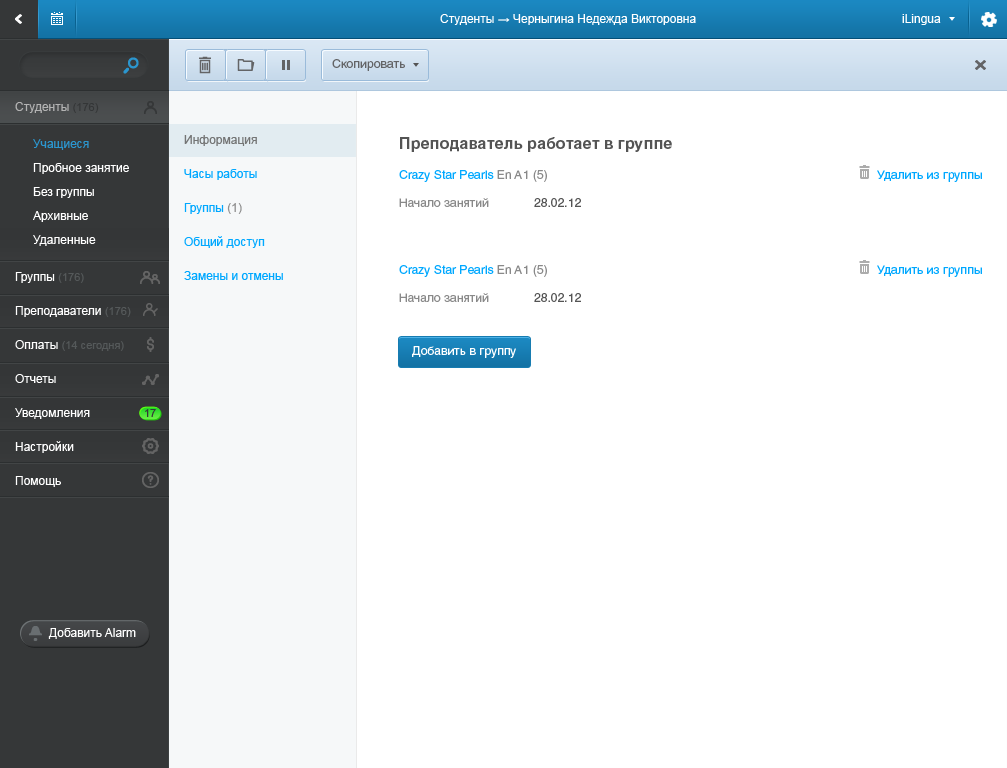 Студенты → Черныгина Надежда Викторовна
iLingua
Скопировать
Студенты (176)
Учащиеся
Пробное занятие
Без группы
Архивные
Удаленные
Группы (176)
Преподаватели (176)
Оплаты (14 сегодня)
Отчеты
Уведомления 17
Настройки
Помощь
?
Добавить Alarm
Информация
Часы работы
Группы (1)
Общий доступ
Замены и отмены
Преподаватель работает в группе
Crazy Star Pearls En A1 (5)
Удалить из группы
Начало занятий 28.02.12
Crazy Star Pearls En A1 (5)
Удалить из группы
Начало занятий 28.02.12
Добавить в группу